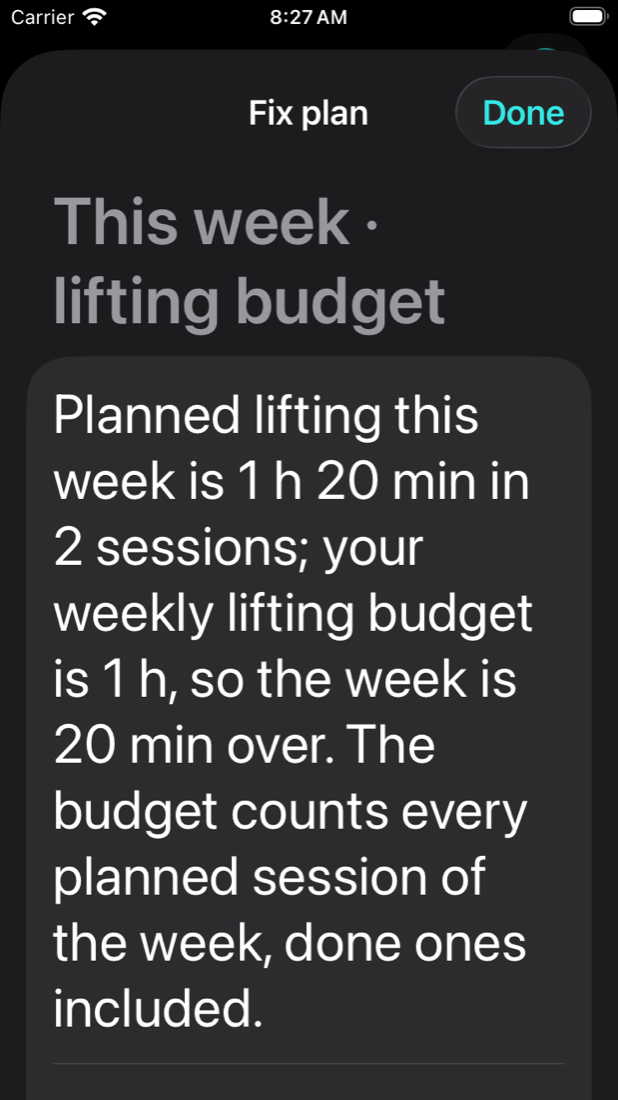 Carrier
8:27 AM
Fix plan
Done
This week ·
lifting budget
Planned lifting this
week is 1 h 20 min in
2 sessions; your
weekly lifting budget
is 1 h, so the week is
20 min over. The
budget counts every
planned session of
the week, done ones
included.